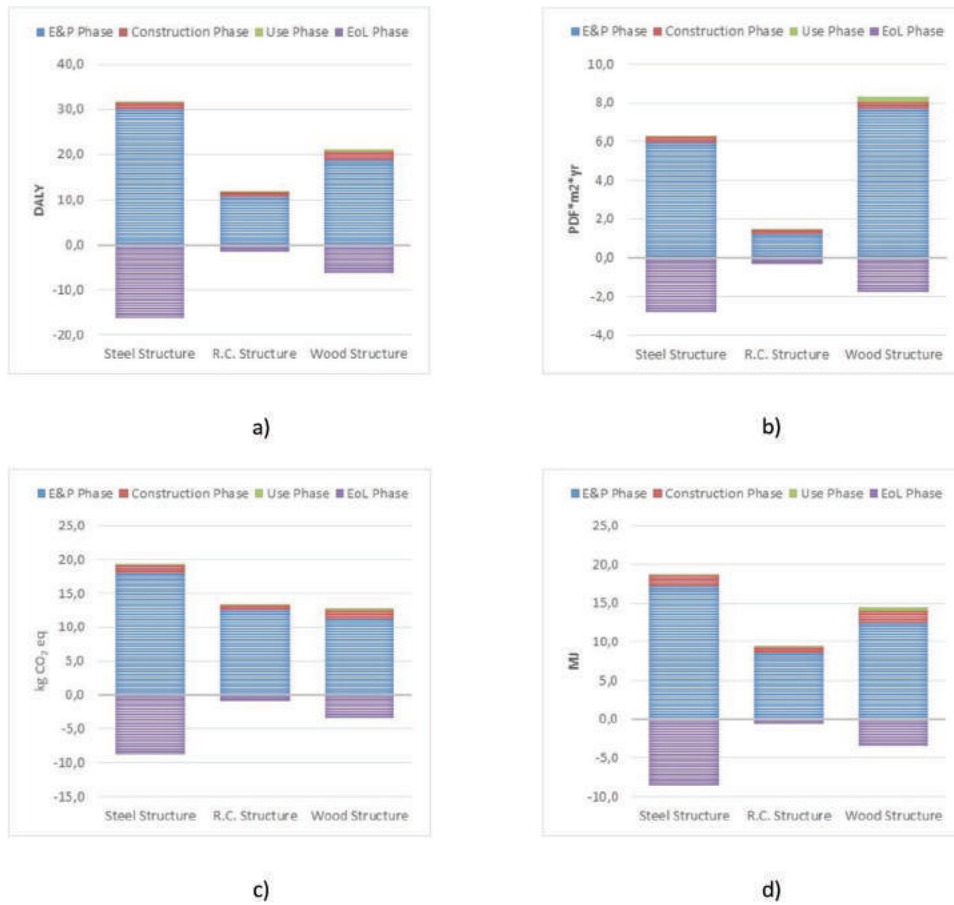 E&P Phase Construction Phase Use Phase EoL Phase
40,0
30,0
20,0
10,0
0,0
-10,0
-20,0
DALY
Steel Structure R.C. Structure Wood Structure
a)
E&P Phase Construction Phase Use Phase EoL Phase
10,0
8,0
6,0
4,0
2,0
0,0
-2,0
-4,0
PDF*m2*yr
Steel Structure R.C. Structure Wood Structure
b)
E&P Phase Construction Phase Use Phase EoL Phase
25,0
20,0
15,0
10,0
5,0
0,0
-5,0
-10,0
-15,0
kg CO₂ eq
Steel Structure R.C. Structure Wood Structure
c)
E&P Phase Construction Phase Use Phase EoL Phase
25,0
20,0
15,0
10,0
5,0
0,0
-5,0
-10,0
MJ
Steel Structure R.C. Structure Wood Structure
d)